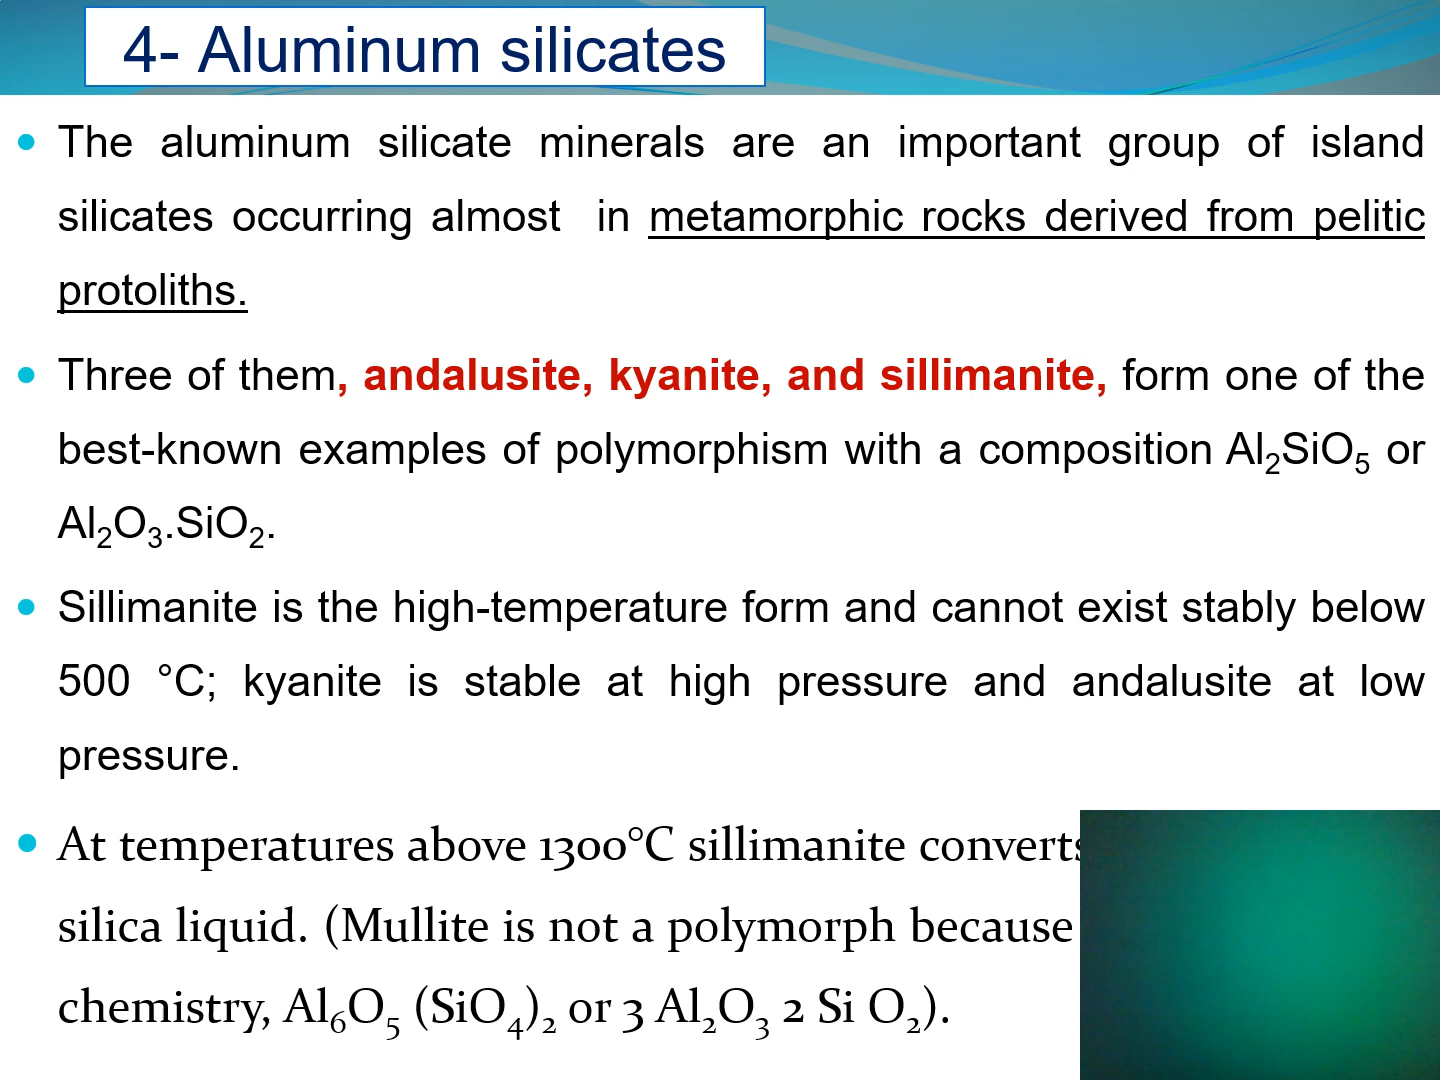 4- Aluminum silicates
• The aluminum silicate minerals are an important group of island
silicates occurring almost in metamorphic rocks derived from pelitic
protoliths.
• Three of them, andalusite, kyanite, and sillimanite, form one of the
best-known examples of polymorphism with a composition Al₂SiO₅ or
Al₂O₃.SiO₂.
• Sillimanite is the high-temperature form and cannot exist stably below
500 °C; kyanite is stable at high pressure and andalusite at low
pressure.
• At temperatures above 1300°C sillimanite converts
silica liquid. (Mullite is not a polymorph because
chemistry, Al₆O₅ (SiO₄)₂ or 3 Al₂O₃ 2 Si O₂).